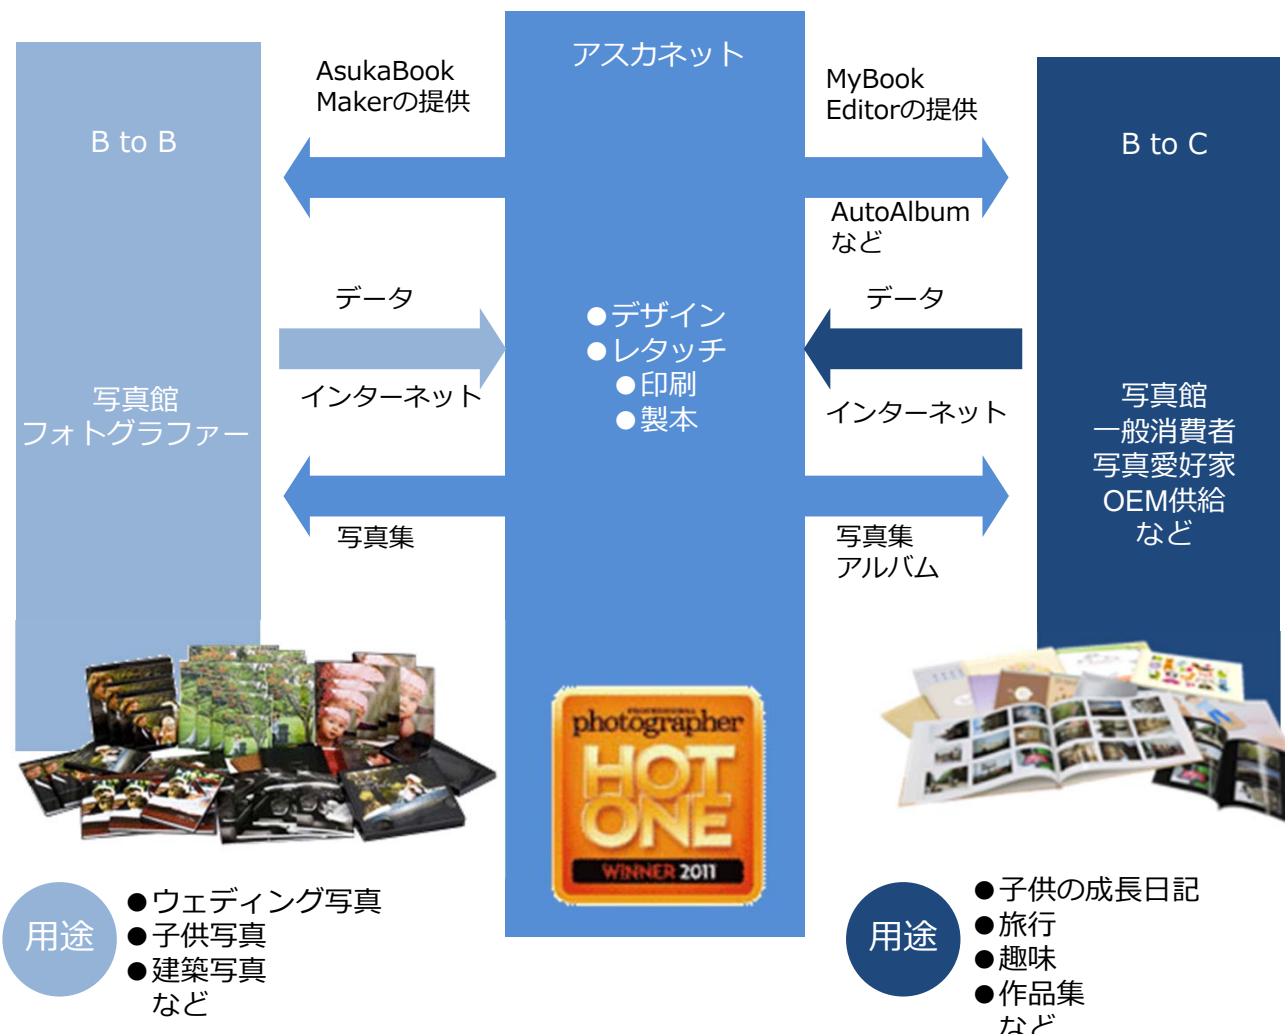 アスカネット
AsukaBook
Makerの提供
MyBook
Editorの提供
B to B
B to C
AutoAlbum
など
データ
データ
●デザイン
●レタッチ
●印刷
●製本
インターネット
インターネット
写真館
フォトグラファー
写真館
一般消費者
写真愛好家
OEM供給
など
写真集
写真集
アルバム
PROFESSIONAL
photographer
HOT
ONE
WINNER 2011
用途
●ウェディング写真
●子供写真
●建築写真
など
用途
●子供の成長日記
●旅行
●趣味
●作品集
など